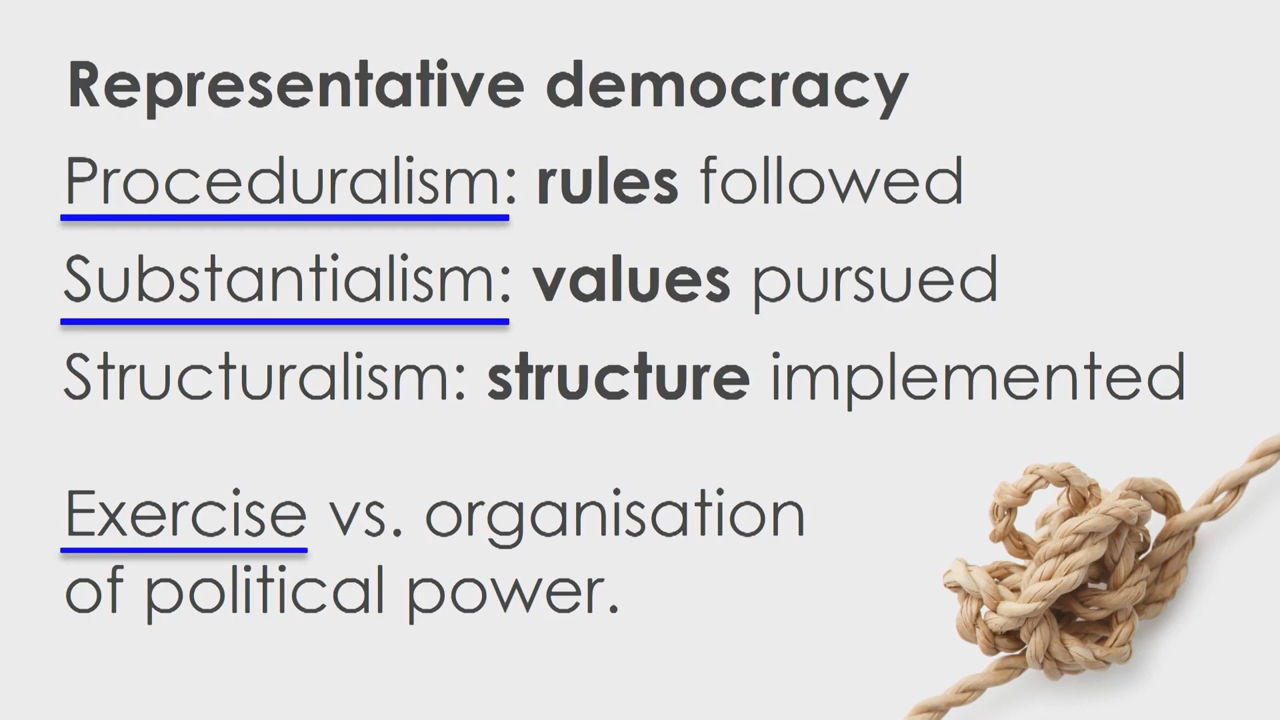 Representative democracy
Proceduralism: rules followed
Substantialism: values pursued
Structuralism: structure implemented
Exercise vs. organisation
of political power.